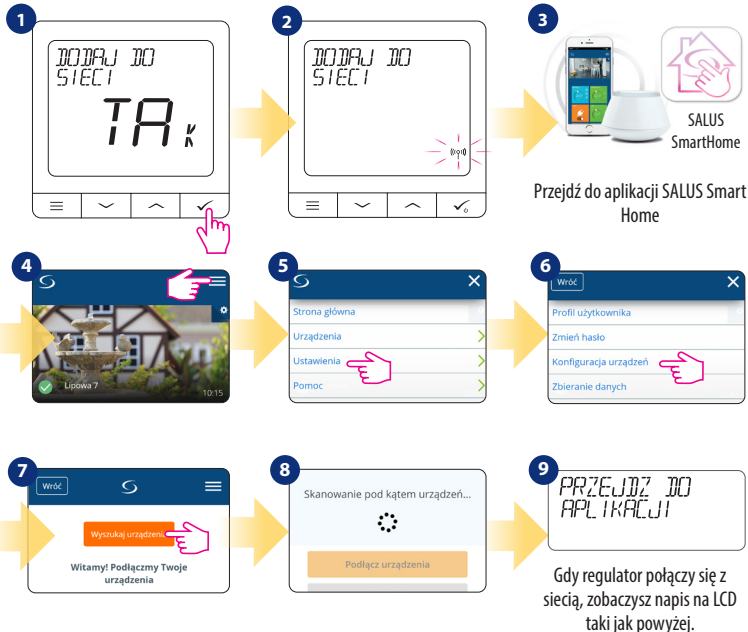 1
DODAJ DO
SIECI
TAK
2
DODAJ DO
SIECI
3
SALUS
SmartHome
Przejdź do aplikacji SALUS Smart
Home
4
Lipowa 7
10:15
5
Strona główna
Urządzenia
Ustawienia
Pomoc
6
Wróć
Profil użytkownika
Zmień hasło
Konfiguracja urządzeń
Zbieranie danych
7
Wróć
Wyszukaj urządzenia
Witamy! Podłączmy Twoje
urządzenia
8
Skanowanie pod kątem urządzeń...
Podłącz urządzenia
9
PRZEJDZ DO
APLIKACJI
Gdy regulator połączy się z
siecią, zobaczysz napis na LCD
taki jak powyżej.